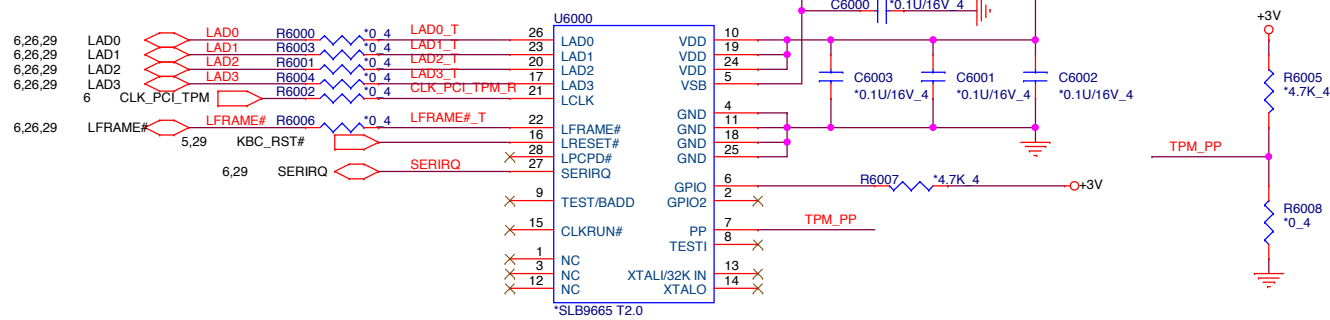 C6000 *0.1U/16V_4
U6000
+3V
6,26,29 LAD0 LAD0 R6000 *0_4 LAD0_T 26 LAD0 VDD 10
6,26,29 LAD1 LAD1 R6003 *0_4 LAD1_T 23 LAD1 VDD 19
6,26,29 LAD2 LAD2 R6001 *0_4 LAD2_T 20 LAD2 VDD 24
6,26,29 LAD3 LAD3 R6004 *0_4 LAD3_T 17 LAD3 VSB 5
6 CLK_PCI_TPM R6002 *0_4 CLK_PCI_TPM_R 21 LCLK
C6003 *0.1U/16V_4
C6001 *0.1U/16V_4
C6002 *0.1U/16V_4
R6005 *4.7K_4
GND 4
6,26,29 LFRAME# LFRAME# R6006 *0_4 LFRAME#_T 22 LFRAME# GND 11
5,29 KBC_RST# 16 LRESET# GND 18
28 LPCPD# GND 25
6,29 SERIRQ SERIRQ 27 SERIRQ
TPM_PP
GPIO 6 R6007 *4.7K_4 +3V
9 TEST/BADD GPIO2 2
R6008 *0_4
15 CLKRUN# PP 7 TPM_PP
TESTI 8
1 NC
3 NC XTALI/32K IN 13
12 NC XTALO 14
*SLB9665 T2.0